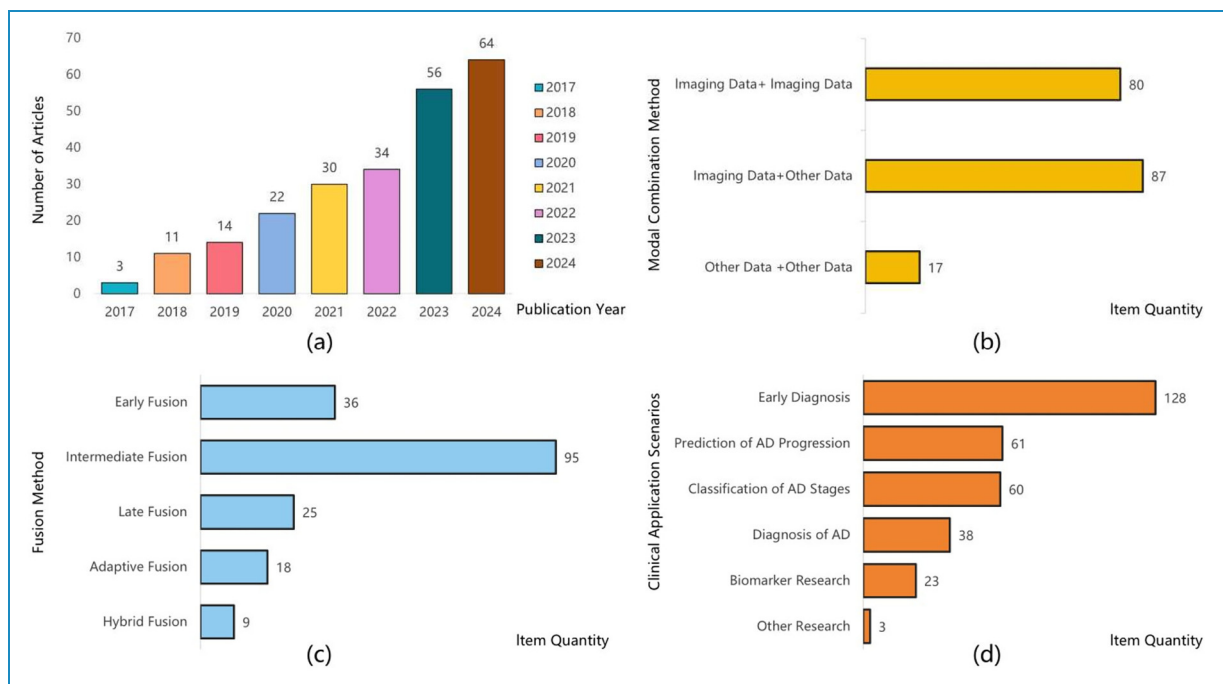 Number of Articles
70
60
50
40
30
20
10
0
3
11
14
22
30
34
56
64
2017
2018
2019
2020
2021
2022
2023
2024
Publication Year
2017
2018
2019
2020
2021
2022
2023
2024
(a)
Modal Combination Method
Imaging Data+ Imaging Data
80
Imaging Data+Other Data
87
Other Data +Other Data
17
Item Quantity
(b)
Fusion Method
Early Fusion
36
Intermediate Fusion
95
Late Fusion
25
Adaptive Fusion
18
Hybrid Fusion
9
Item Quantity
(c)
Clinical Application Scenarios
Early Diagnosis
128
Prediction of AD Progression
61
Classification of AD Stages
60
Diagnosis of AD
38
Biomarker Research
23
Other Research
3
Item Quantity
(d)